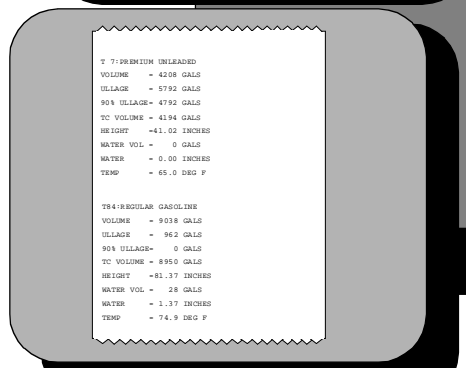 T 7:PREMIUM UNLEADED
VOLUME = 4208 GALS
ULLAGE = 5792 GALS
90% ULLAGE= 4792 GALS
TC VOLUME = 4194 GALS
HEIGHT =41.02 INCHES
WATER VOL = 0 GALS
WATER = 0.00 INCHES
TEMP = 65.0 DEG F
T84:REGULAR GASOLINE
VOLUME = 9038 GALS
ULLAGE = 962 GALS
90% ULLAGE= 0 GALS
TC VOLUME = 8950 GALS
HEIGHT =81.37 INCHES
WATER VOL = 28 GALS
WATER = 1.37 INCHES
TEMP = 74.9 DEG F